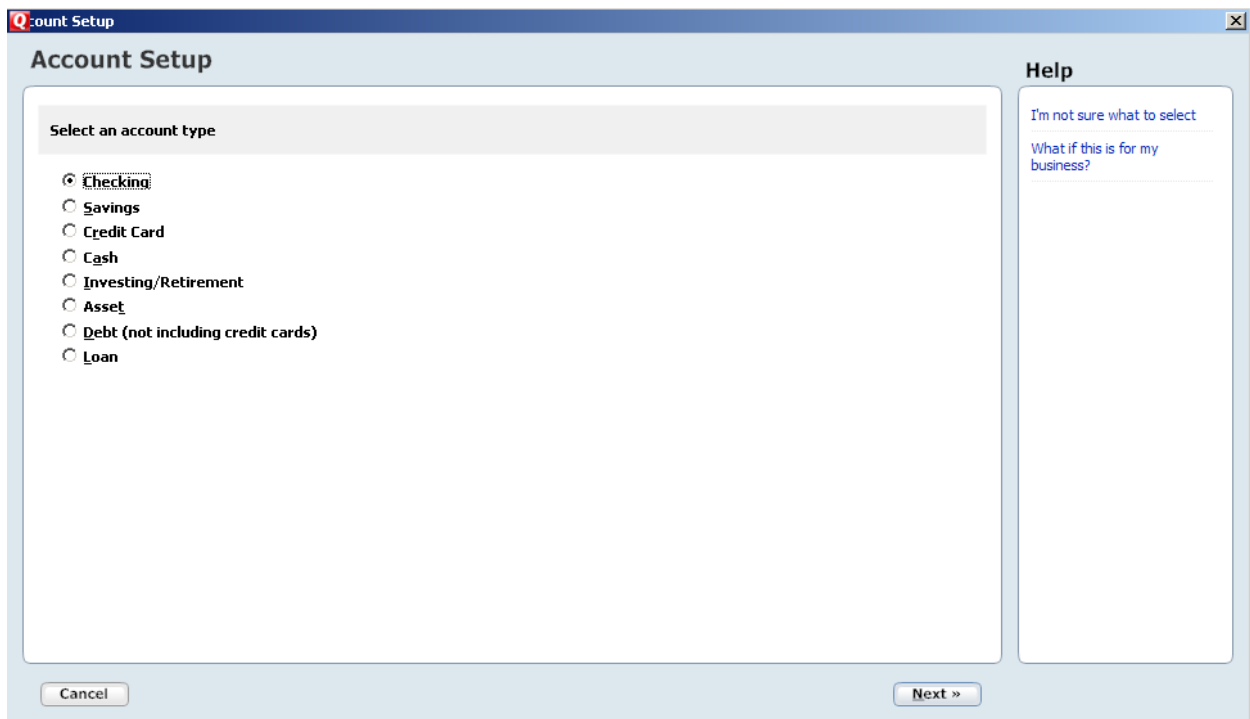 Q count Setup
Account Setup
Help
Select an account type
Checking
Savings
Credit Card
Cash
Investing/Retirement
Asset
Debt (not including credit cards)
Loan
I'm not sure what to select
What if this is for my
business?
Cancel
Next »